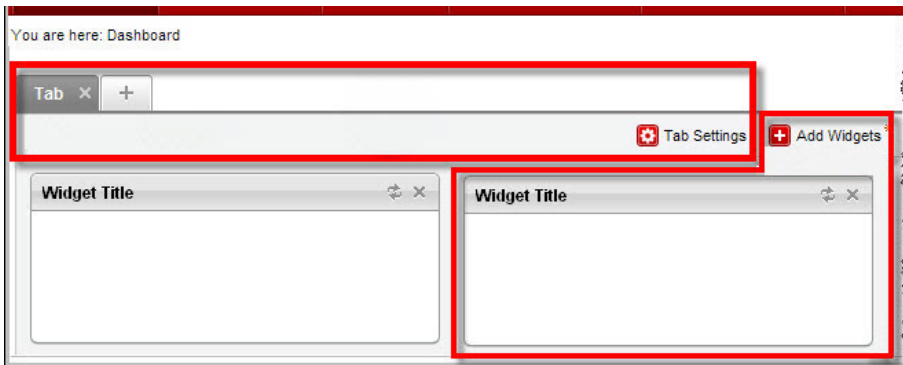 You are here: Dashboard
Tab
Tab Settings
Add Widgets
Widget Title
Widget Title